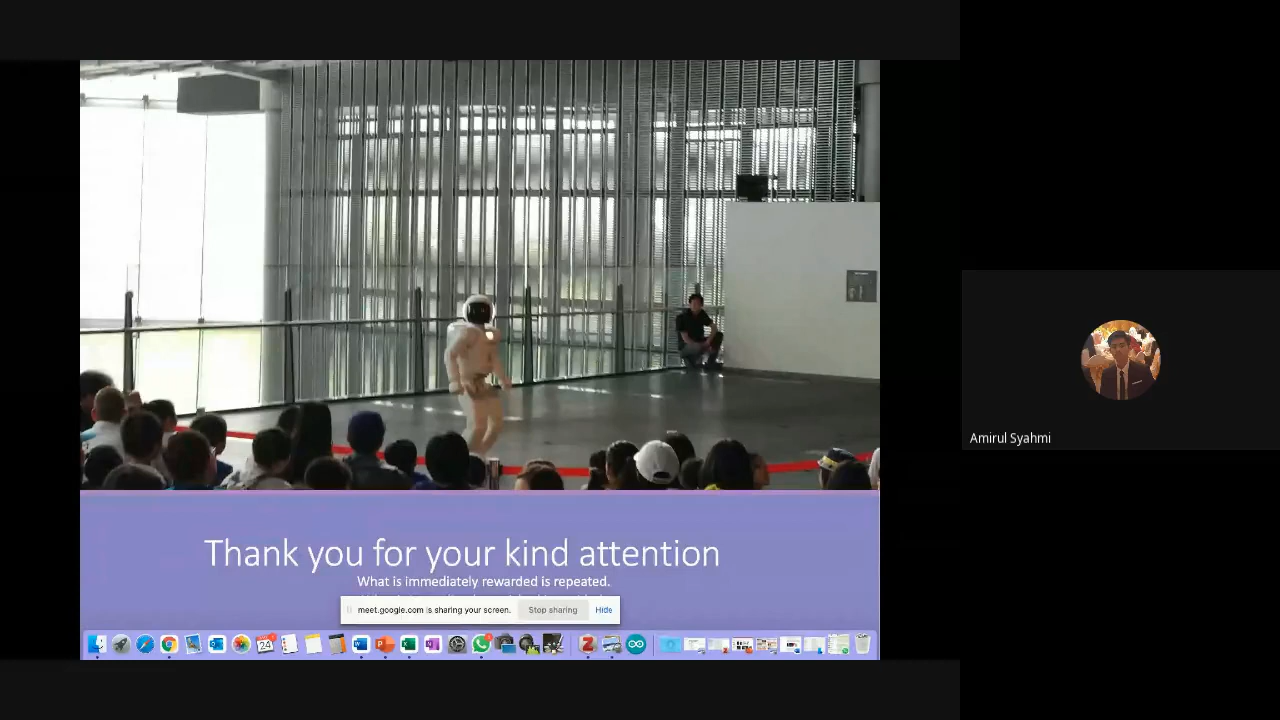 Thank you for your kind attention
What is immediately rewarded is repeated.
meet.google.com is sharing your screen.
Stop sharing
Hide
24
Amirul Syahmi